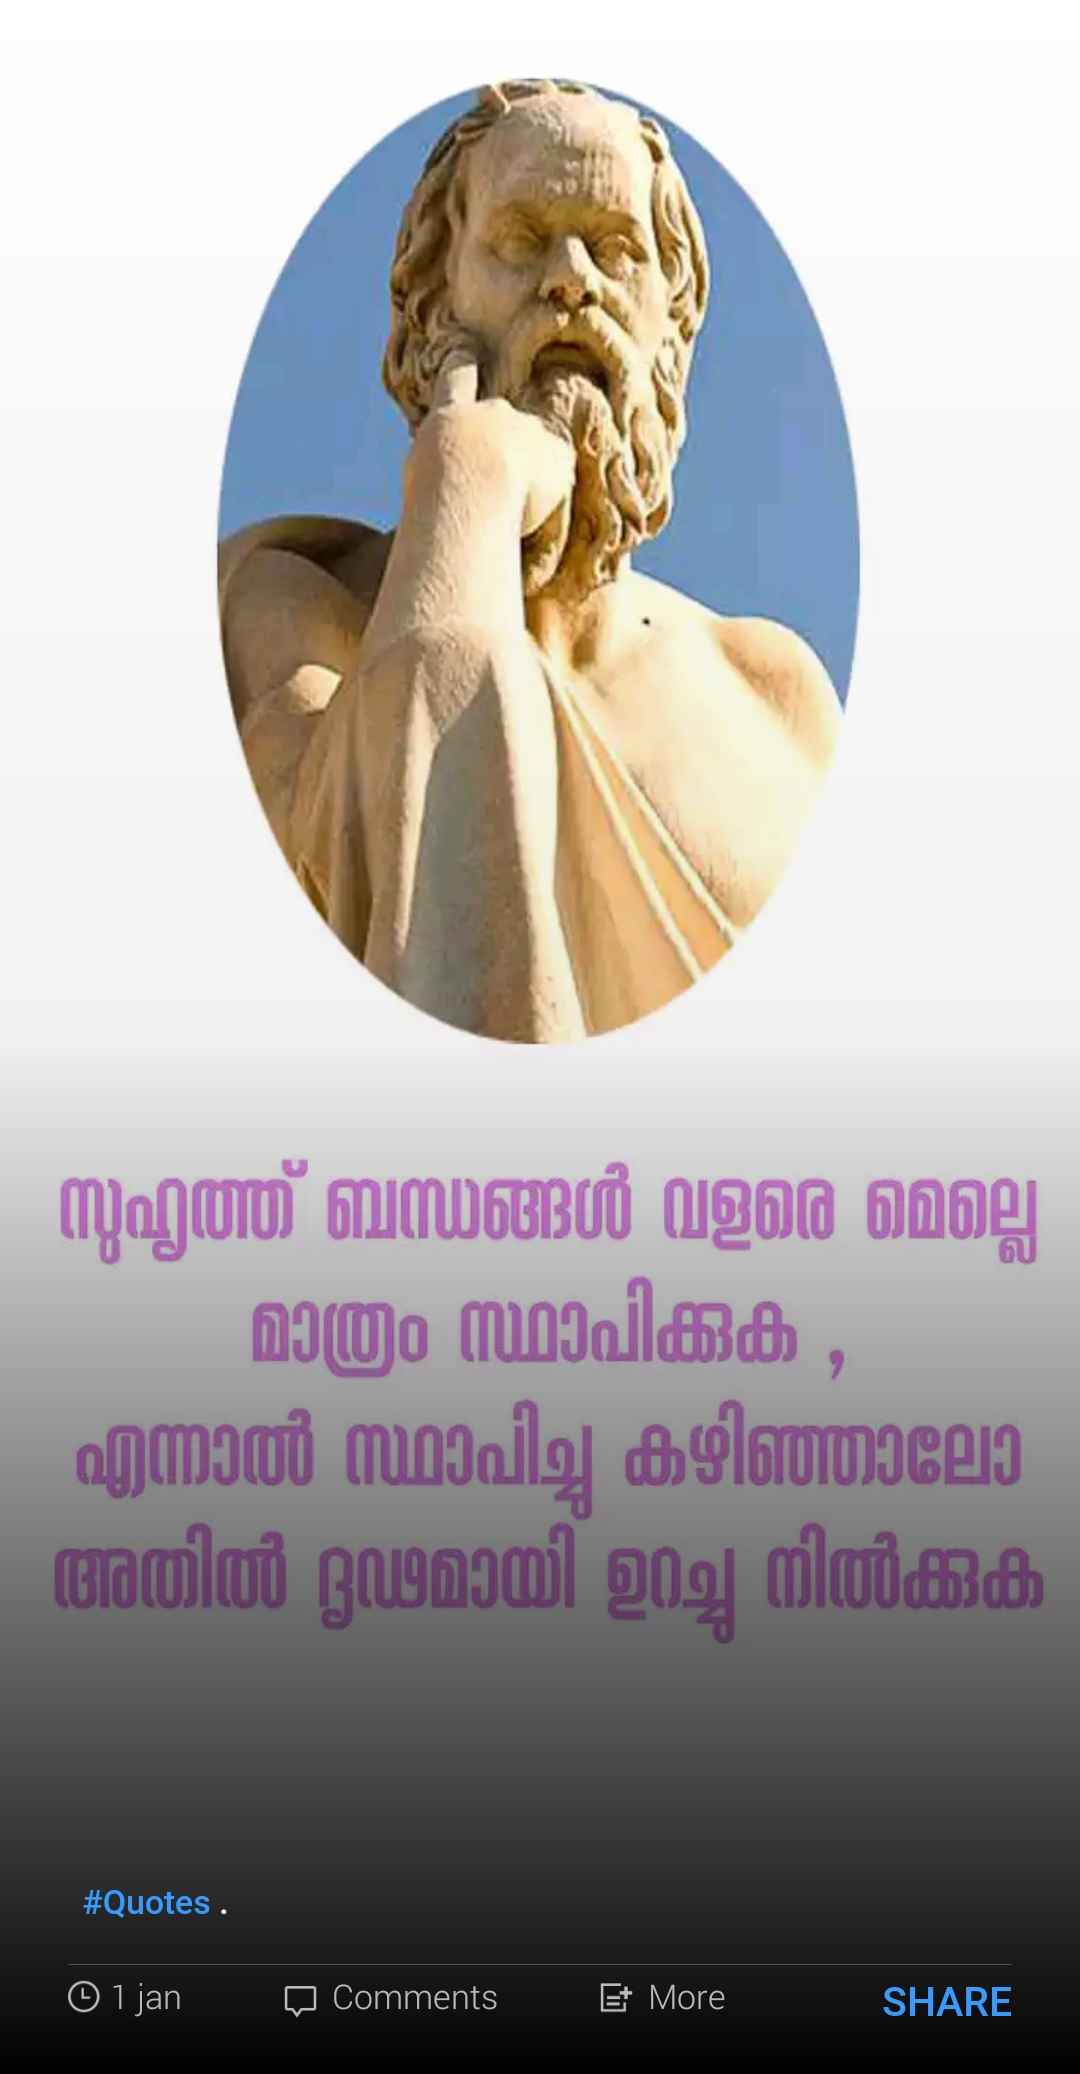 സുഹൃത്ത് ബന്ധങ്ങൾ വളരെ മെല്ലെ
മാത്രം സ്ഥാപിക്കുക ,
എന്നാൽ സ്ഥാപിച്ചു കഴിഞ്ഞാലോ
അതിൽ ദൃഢമായി ഉറച്ചു നിൽക്കുക
#Quotes .
1 jan Comments More SHARE